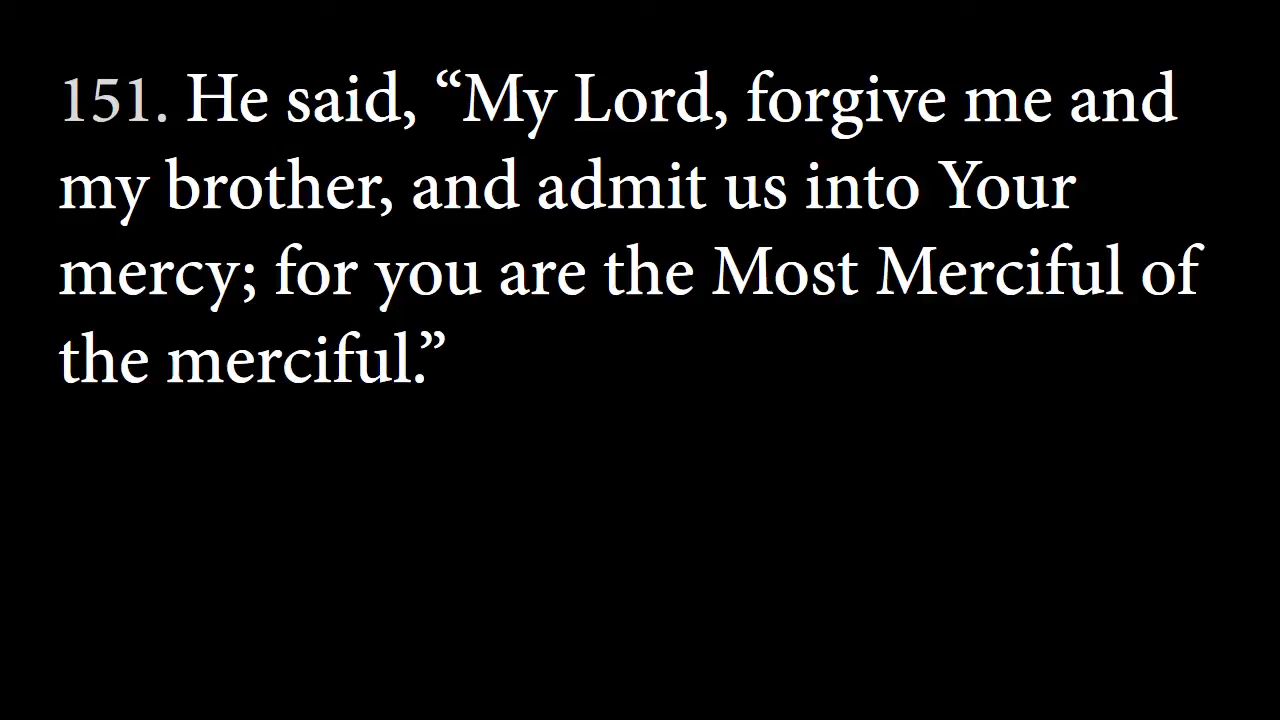 151. He said, “My Lord, forgive me and
my brother, and admit us into Your
mercy; for you are the Most Merciful of
the merciful.”